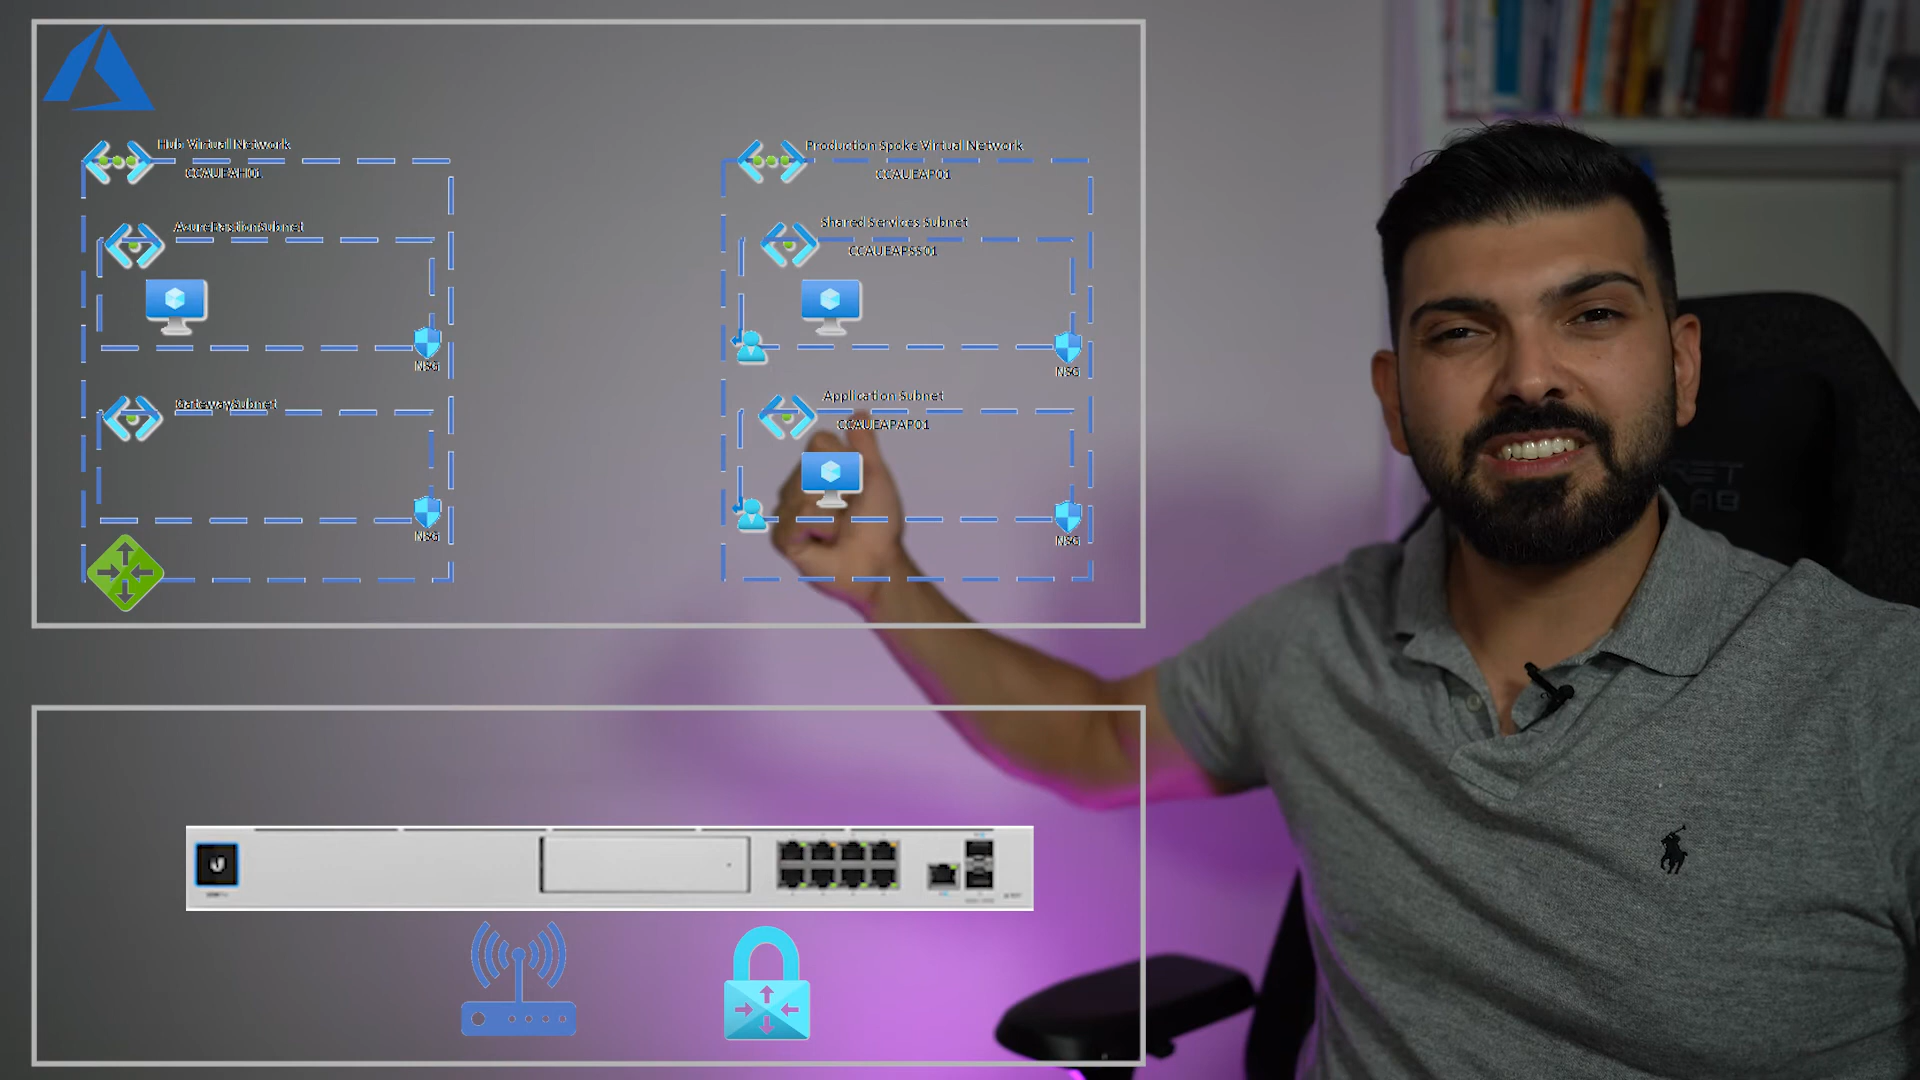 Hub Virtual Network
CCAUEAH01
AzureBastionSubnet
NSG
GatewaySubnet
NSG
Production Spoke Virtual Network
CCAUEAP01
Shared Services Subnet
CCAUEAPSS01
NSG
Application Subnet
CCAUEAPAP01
NSG